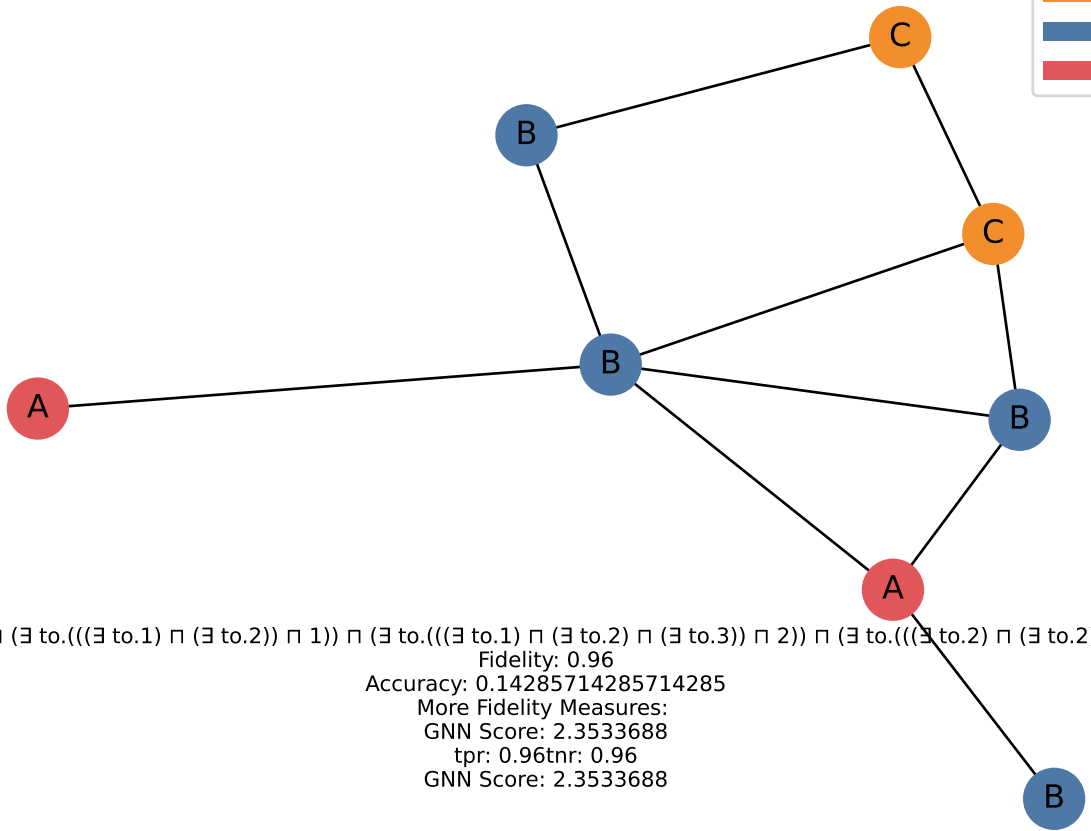 C
B
C
B
A
B
A
(∃ to.(((∃ to.1) ⊓ (∃ to.2)) ⊓ 1)) ⊓ (∃ to.(((∃ to.1) ⊓ (∃ to.2) ⊓ (∃ to.3)) ⊓ 2)) ⊓ (∃ to.(((∃ to.2) ⊓ (∃ to.2
Fidelity: 0.96
Accuracy: 0.14285714285714285
More Fidelity Measures:
GNN Score: 2.3533688
tpr: 0.96tnr: 0.96
GNN Score: 2.3533688
B